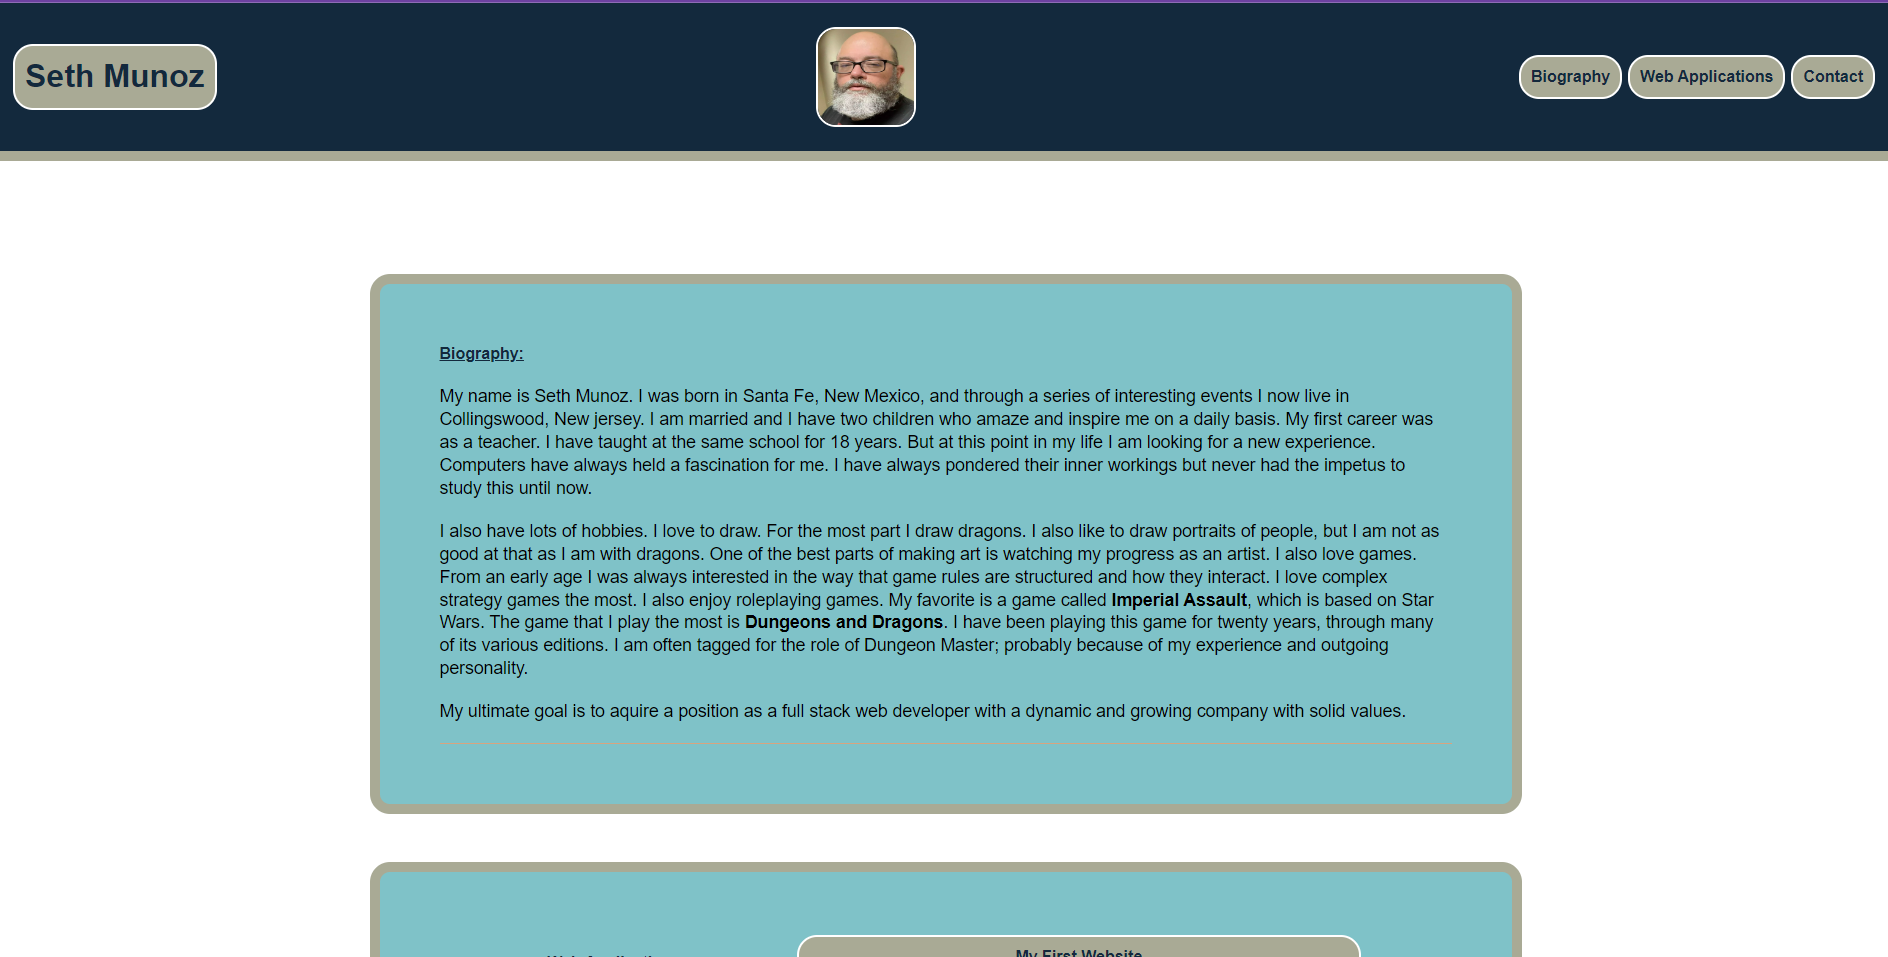 Seth Munoz
Biography
Web Applications
Contact
Biography:
My name is Seth Munoz. I was born in Santa Fe, New Mexico, and through a series of interesting events I now live in
Collingswood, New jersey. I am married and I have two children who amaze and inspire me on a daily basis. My first career was
as a teacher. I have taught at the same school for 18 years. But at this point in my life I am looking for a new experience.
Computers have always held a fascination for me. I have always pondered their inner workings but never had the impetus to
study this until now.
I also have lots of hobbies. I love to draw. For the most part I draw dragons. I also like to draw portraits of people, but I am not as
good at that as I am with dragons. One of the best parts of making art is watching my progress as an artist. I also love games.
From an early age I was always interested in the way that game rules are structured and how they interact. I love complex
strategy games the most. I also enjoy roleplaying games. My favorite is a game called Imperial Assault, which is based on Star
Wars. The game that I play the most is Dungeons and Dragons. I have been playing this game for twenty years, through many
of its various editions. I am often tagged for the role of Dungeon Master; probably because of my experience and outgoing
personality.
My ultimate goal is to aquire a position as a full stack web developer with a dynamic and growing company with solid values.
My First Website